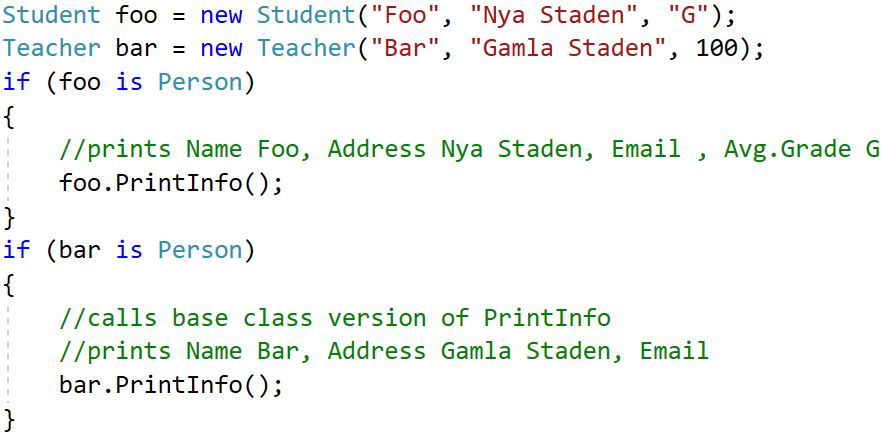 Student foo = new Student("Foo", "Nya Staden", "G");
Teacher bar = new Teacher("Bar", "Gamla Staden", 100);
if (foo is Person)
{
    //prints Name Foo, Address Nya Staden, Email , Avg.Grade G
    foo.PrintInfo();
}
if (bar is Person)
{
    //calls base class version of PrintInfo
    //prints Name Bar, Address Gamla Staden, Email
    bar.PrintInfo();
}